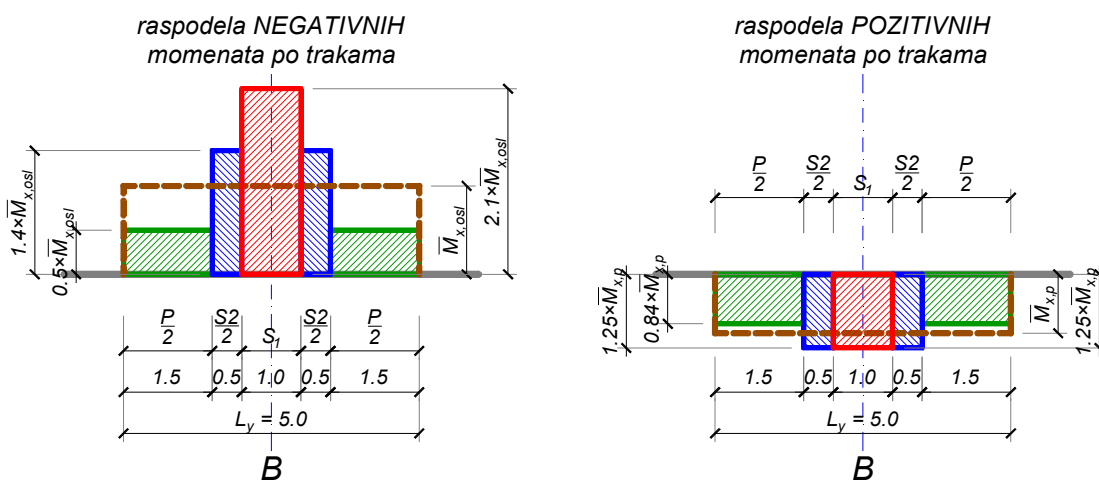 raspodela NEGATIVNIH
momenata po trakama
1.4×M̅x,osl
0.5×M̅x,osl
M̅x,osl
2.1×M̅x,osl
P/2 S2/2 S1 S2/2 P/2
1.5 0.5 1.0 0.5 1.5
Ly = 5.0
B
raspodela POZITIVNIH
momenata po trakama
P/2 S2/2 S1 S2/2 P/2
1.25×M̅x,p
0.84×M̅x,p
M̅x,p
1.25×M̅x,p
1.5 0.5 1.0 0.5 1.5
Ly = 5.0
B